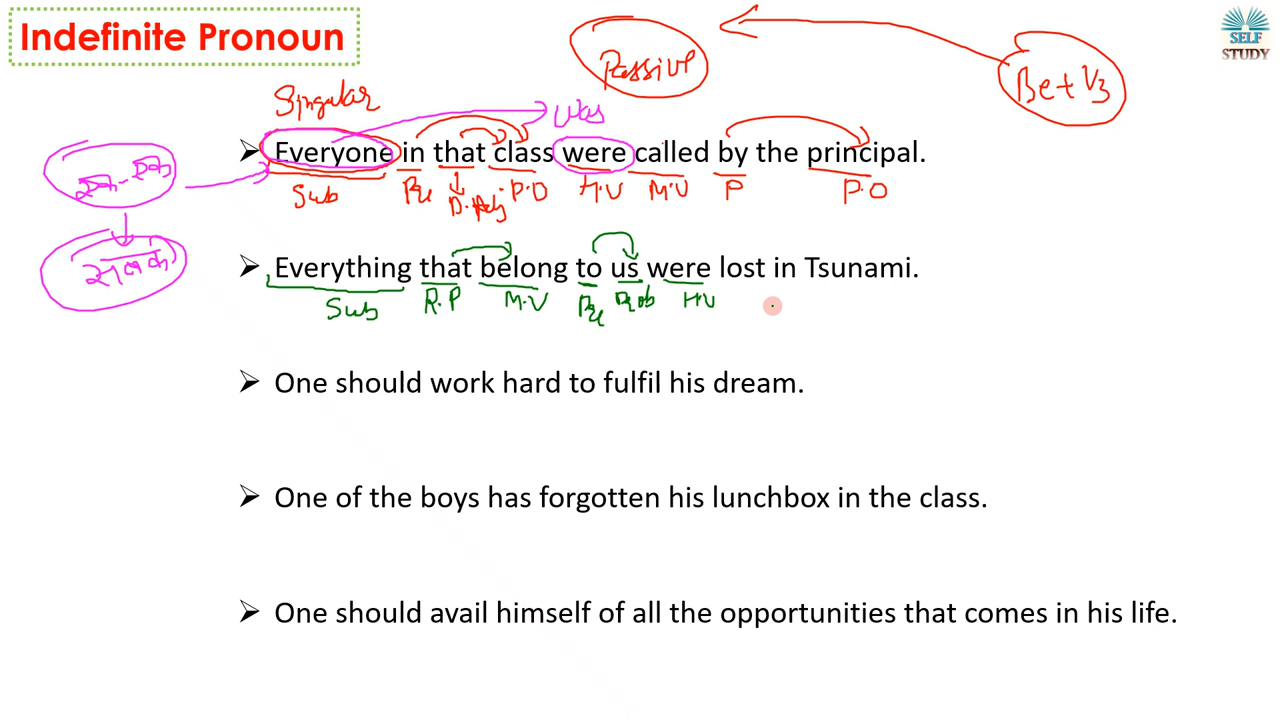 Indefinite Pronoun
SELF
STUDY
Passive
Be + V3
Singular
was
➢ Everyone in that class were called by the principal.
Sub Pre D.Adj P.O H.V M.V P P.O
➢ Everything that belong to us were lost in Tsunami.
Sub R.P M.V Pre H.V
➢ One should work hard to fulfil his dream.
➢ One of the boys has forgotten his lunchbox in the class.
➢ One should avail himself of all the opportunities that comes in his life.